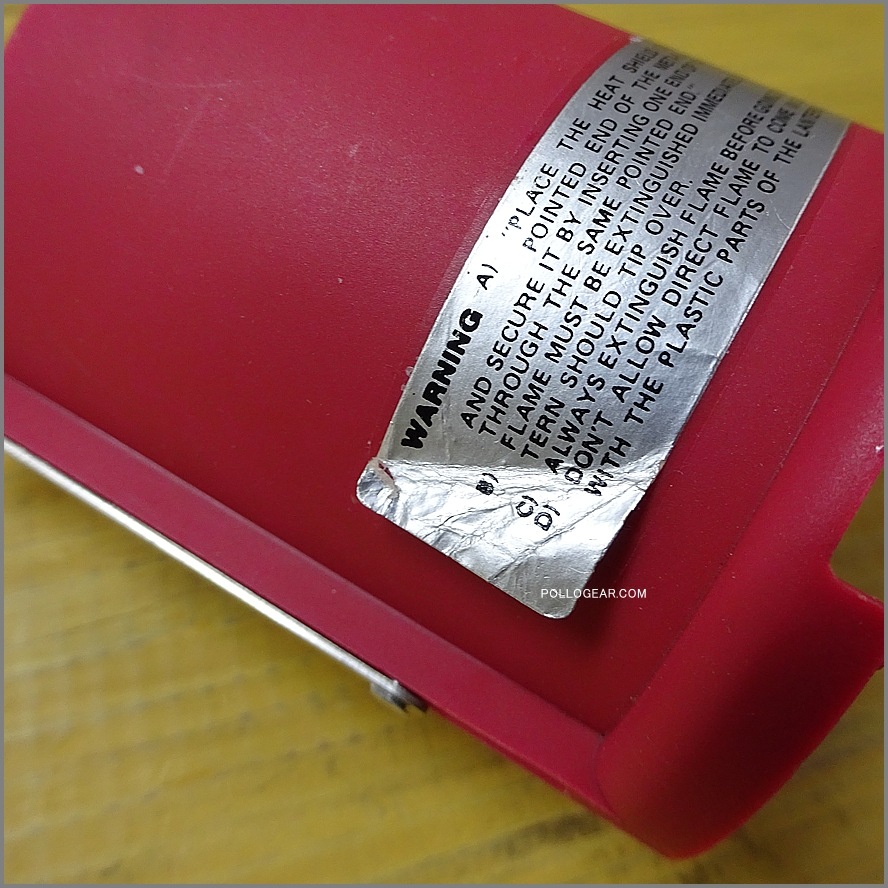 WARNING A) "PLACE THE HEAT SHIELD
POINTED END OF THE
AND SECURE IT BY INSERTING ONE END OF
THROUGH THE SAME POINTED END"
B) FLAME MUST BE EXTINGUISHED
TERN SHOULD TIP OVER.
C) ALWAYS EXTINGUISH FLAME BEFORE
D) DON'T ALLOW DIRECT FLAME TO COME
WITH THE PLASTIC PARTS OF THE
POLLOGEAR.COM